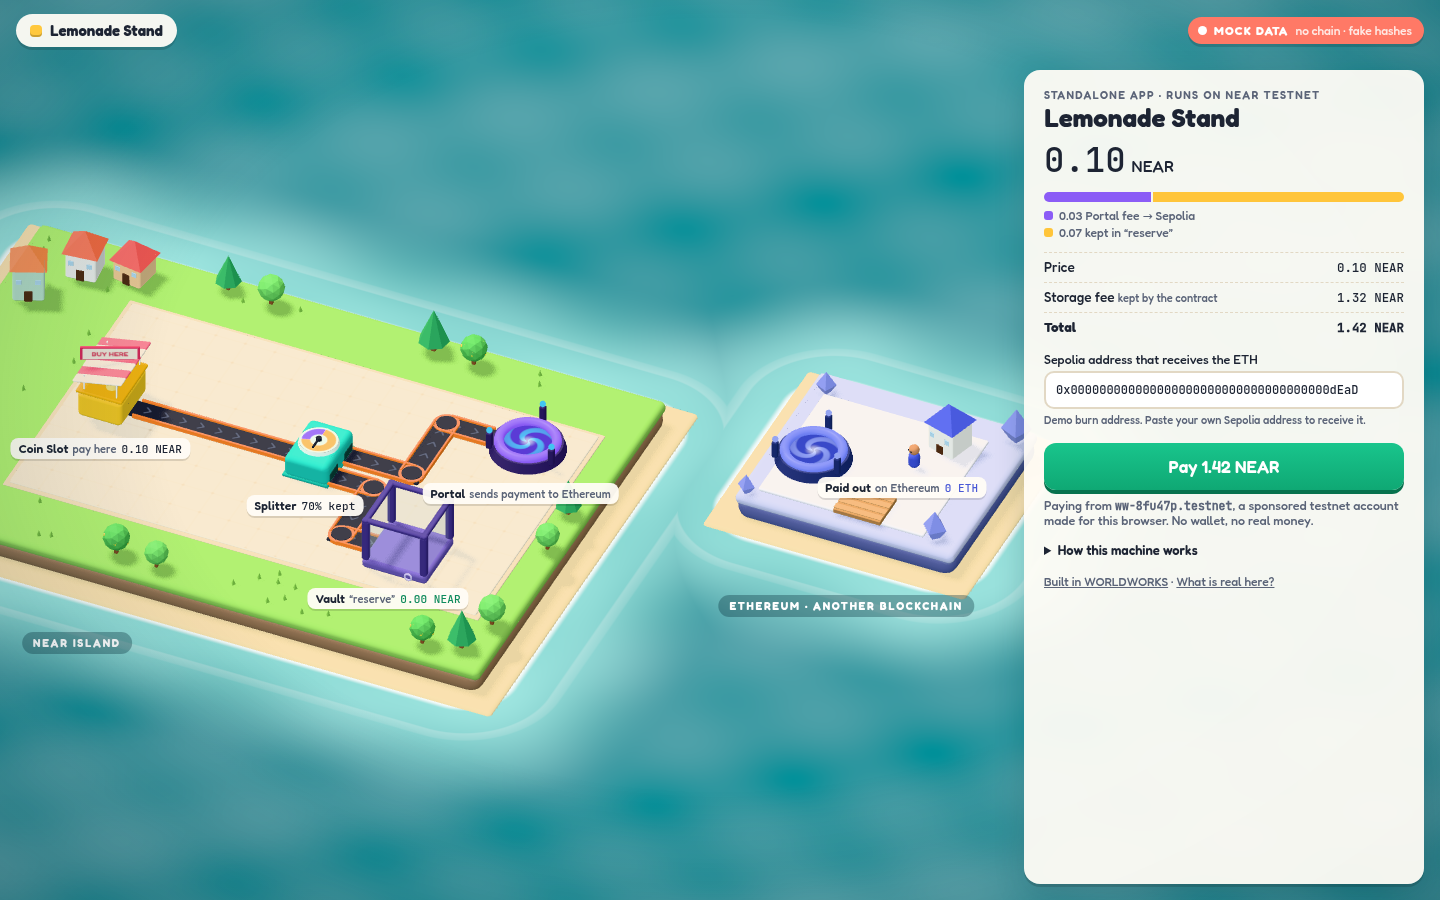 Lemonade Stand
MOCK DATA no chain · fake hashes
STANDALONE APP · RUNS ON NEAR TESTNET
Lemonade Stand
0.10 NEAR
0.03 Portal fee → Sepolia
0.07 kept in “reserve”
Price 0.10 NEAR
Storage fee kept by the contract 1.32 NEAR
Total 1.42 NEAR
Sepolia address that receives the ETH
0x000000000000000000000000000000000000dEaD
Demo burn address. Paste your own Sepolia address to receive it.
Pay 1.42 NEAR
Paying from ww-8fu47p.testnet, a sponsored testnet account
made for this browser. No wallet, no real money.
How this machine works
Built in WORLDWORKS · What is real here?
BUY HERE
Coin Slot pay here 0.10 NEAR
Splitter 70% kept
Portal sends payment to Ethereum
Paid out on Ethereum 0 ETH
Vault “reserve” 0.00 NEAR
ETHEREUM · ANOTHER BLOCKCHAIN
NEAR ISLAND